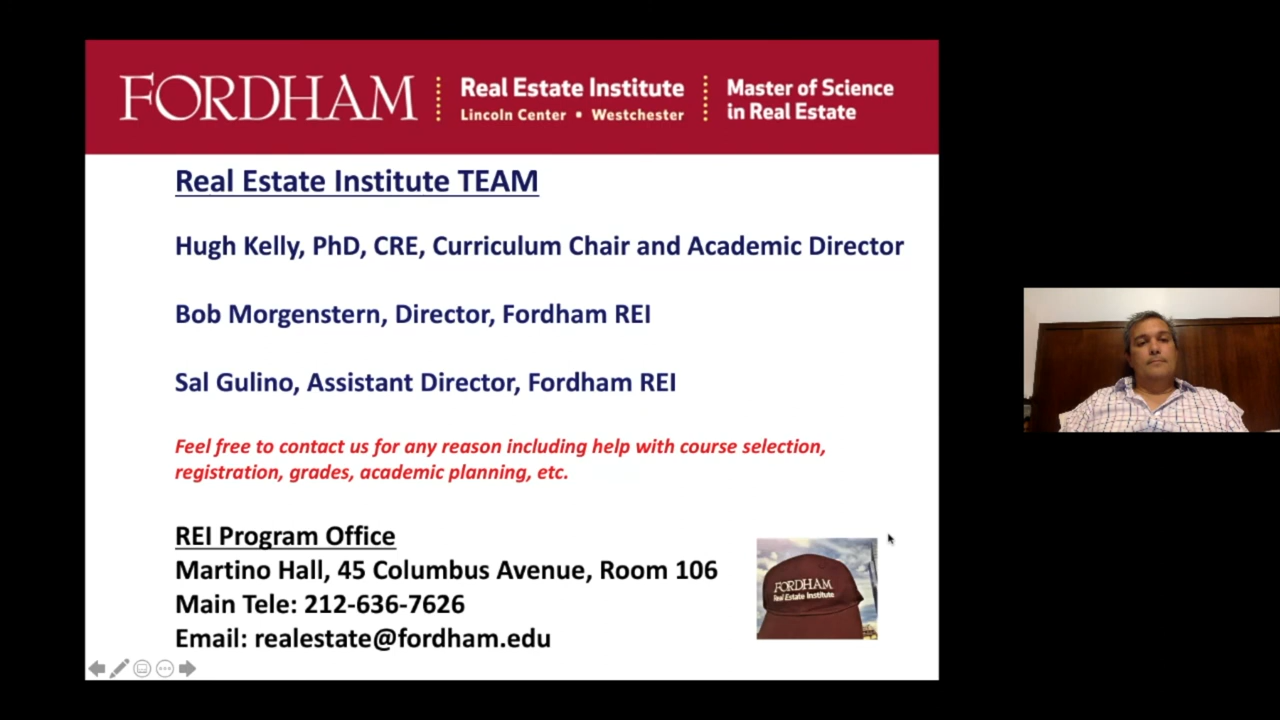 FORDHAM
Real Estate Institute
Lincoln Center • Westchester
Master of Science
in Real Estate
Real Estate Institute TEAM
Hugh Kelly, PhD, CRE, Curriculum Chair and Academic Director
Bob Morgenstern, Director, Fordham REI
Sal Gulino, Assistant Director, Fordham REI
Feel free to contact us for any reason including help with course selection,
registration, grades, academic planning, etc.
REI Program Office
Martino Hall, 45 Columbus Avenue, Room 106
Main Tele: 212-636-7626
Email: realestate@fordham.edu
FORDHAM
Real Estate Institute